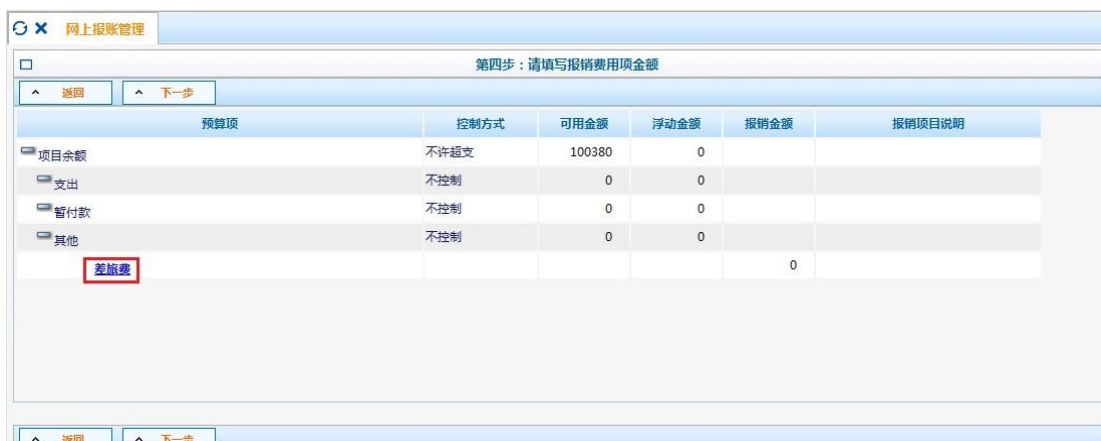 网上报账管理
第四步：请填写报销费用项金额
返回 下一步
预算项 控制方式 可用金额 浮动金额 报销金额 报销项目说明
项目余额 不许超支 100380 0
支出 不控制 0 0
暂付款 不控制 0 0
其他 不控制 0 0
差旅费 0
返回 下一步